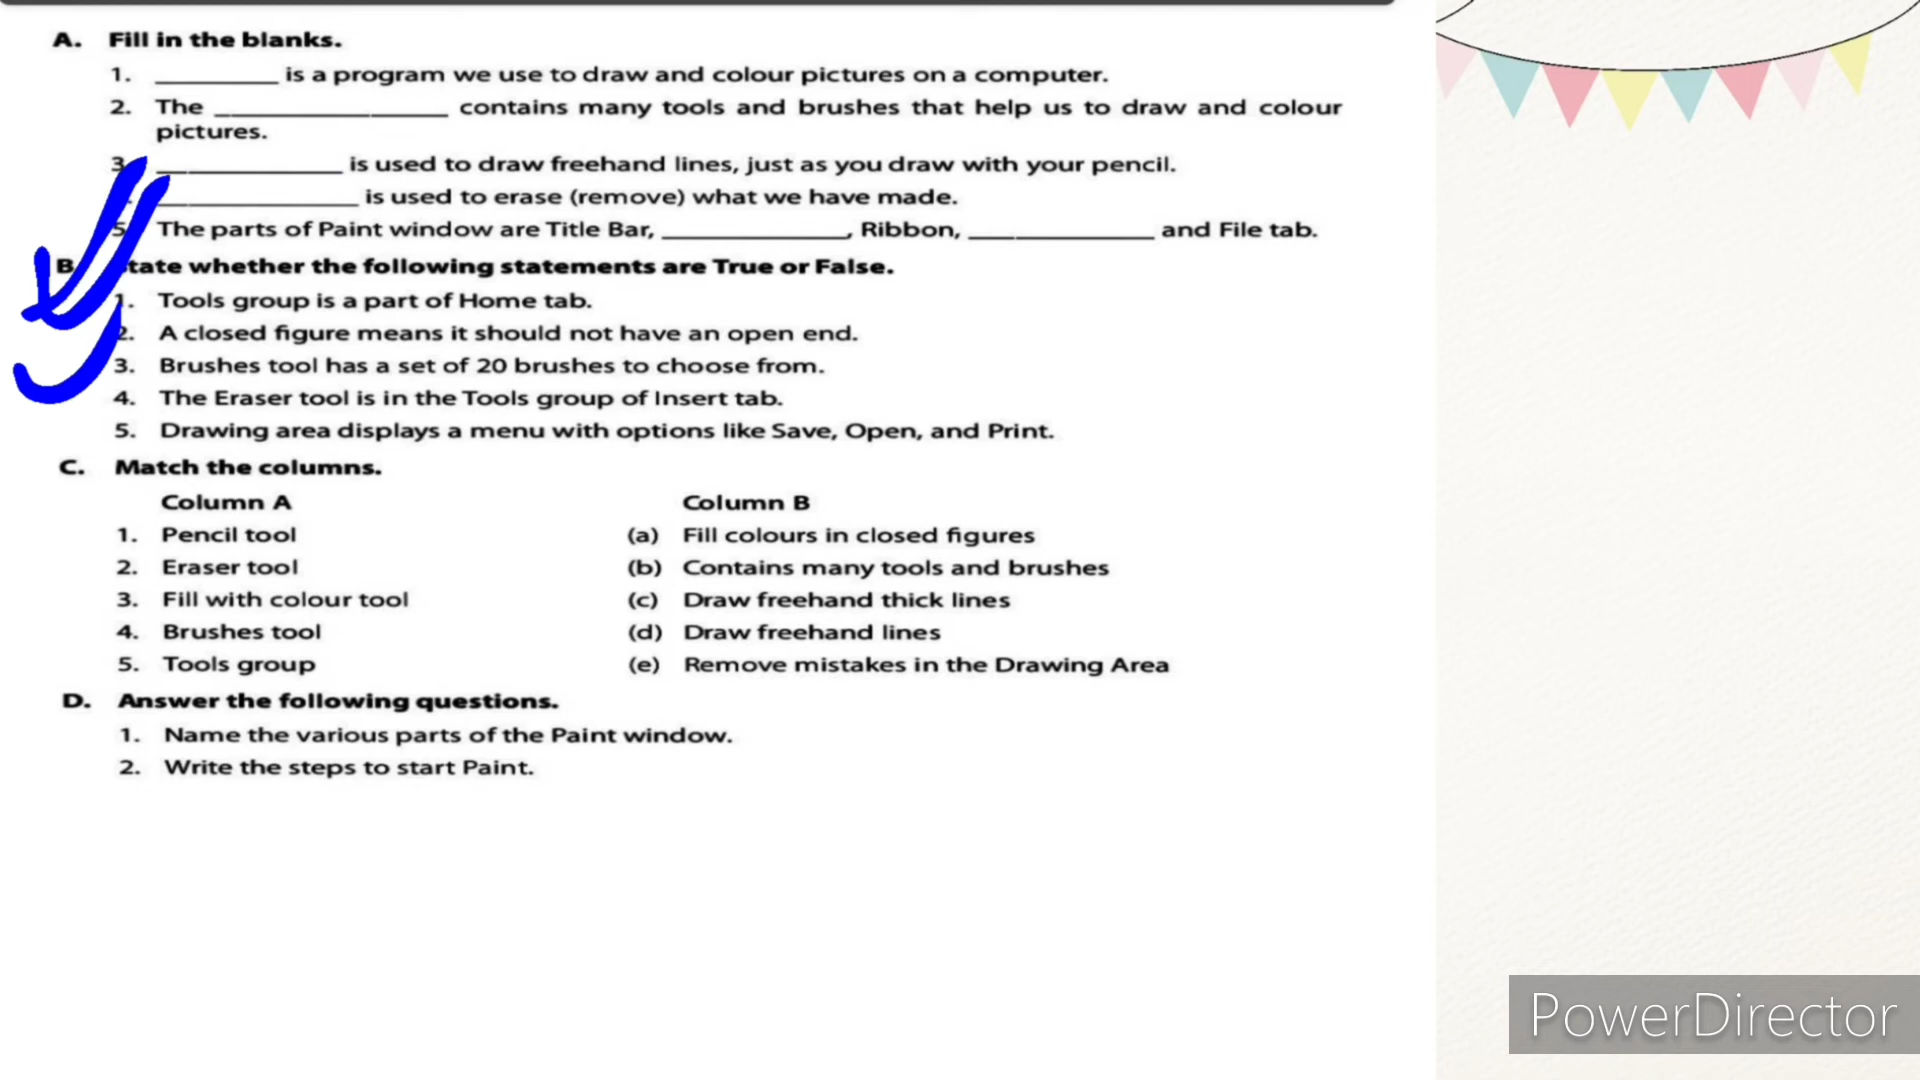 A. Fill in the blanks.
1. __________ is a program we use to draw and colour pictures on a computer.
2. The ___________________ contains many tools and brushes that help us to draw and colour
pictures.
3. _______________ is used to draw freehand lines, just as you draw with your pencil.
________________ is used to erase (remove) what we have made.
5. The parts of Paint window are Title Bar, _______________, Ribbon, _______________ and File tab.
B. State whether the following statements are True or False.
1. Tools group is a part of Home tab.
2. A closed figure means it should not have an open end.
3. Brushes tool has a set of 20 brushes to choose from.
4. The Eraser tool is in the Tools group of Insert tab.
5. Drawing area displays a menu with options like Save, Open, and Print.
C. Match the columns.
Column A Column B
1. Pencil tool (a) Fill colours in closed figures
2. Eraser tool (b) Contains many tools and brushes
3. Fill with colour tool (c) Draw freehand thick lines
4. Brushes tool (d) Draw freehand lines
5. Tools group (e) Remove mistakes in the Drawing Area
D. Answer the following questions.
1. Name the various parts of the Paint window.
2. Write the steps to start Paint.
PowerDirector